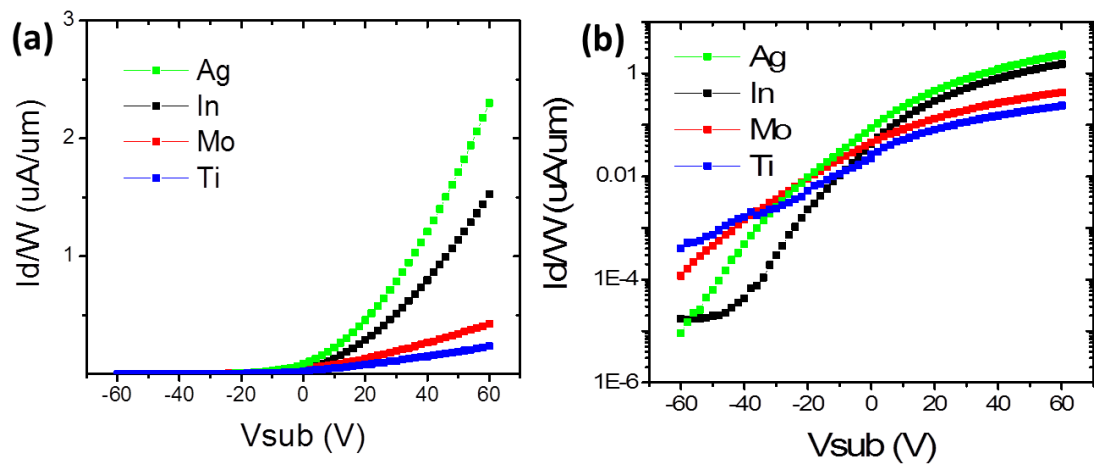 (a)
3
2
1
Id/W (uA/um)
Ag
In
Mo
Ti
-60 -40 -20 0 20 40 60
Vsub (V)
(b)
1
0.01
1E-4
1E-6
Id/W (uA/um)
Ag
In
Mo
Ti
-60 -40 -20 0 20 40 60
Vsub (V)